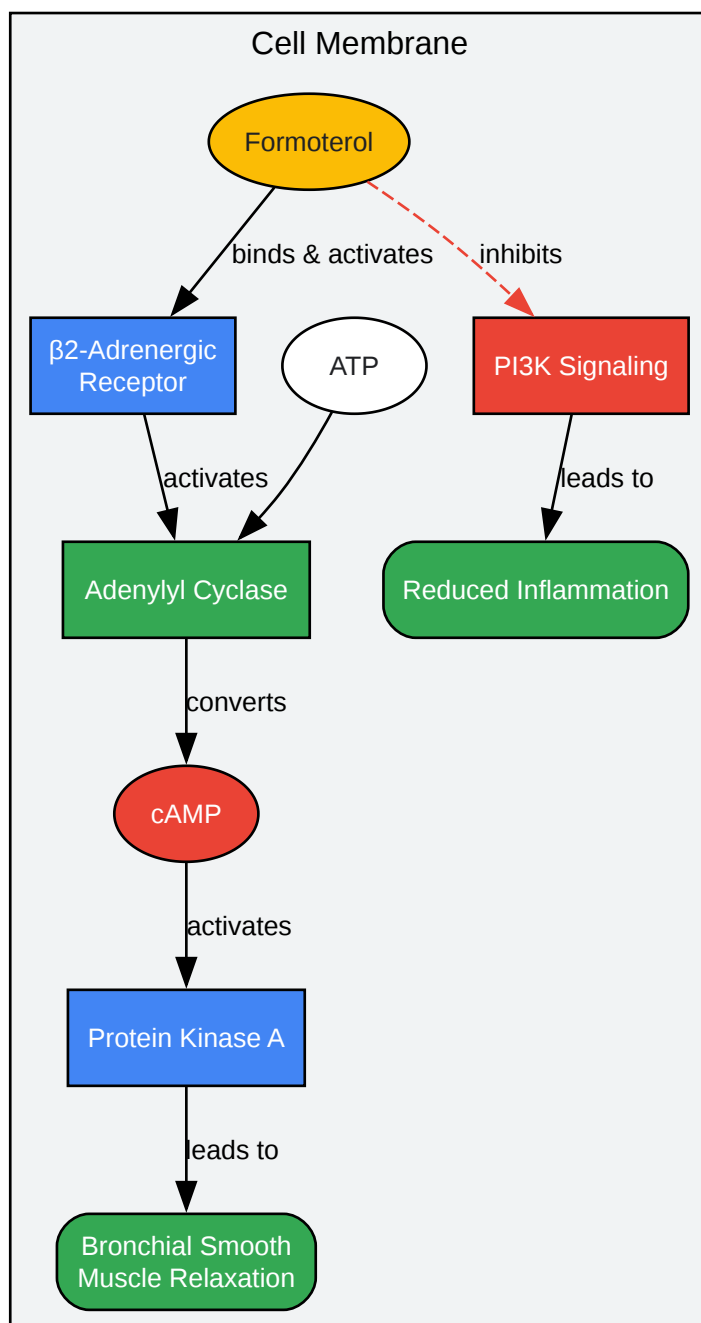 Cell Membrane
Formoterol
binds & activates
inhibits
β2-Adrenergic
Receptor
ATP
PI3K Signaling
activates
leads to
Adenylyl Cyclase
Reduced Inflammation
converts
cAMP
activates
Protein Kinase A
leads to
Bronchial Smooth
Muscle Relaxation